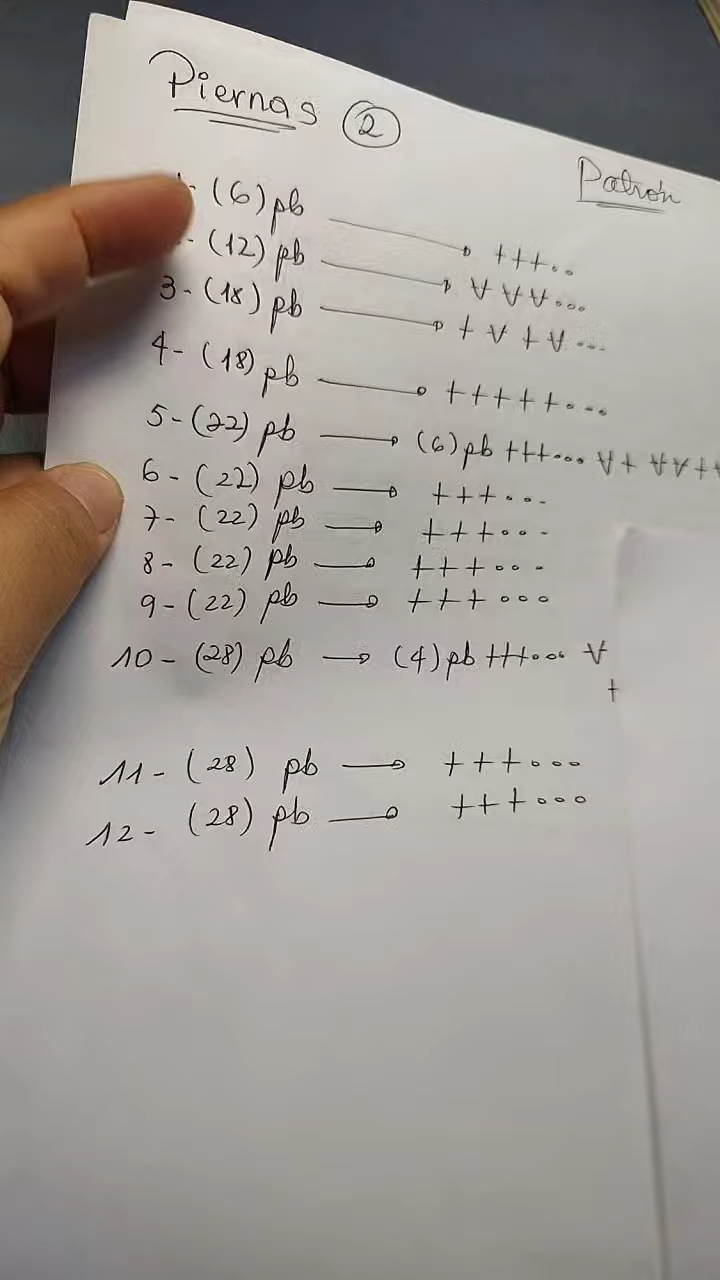 Piernas ②
Patrón
- (6) pb → +++..
- (12) pb → V V V...
3- (18) pb → + V + V...
4- (18) pb → +++++...
5- (22) pb → (6) pb +++... V+ VV++
6- (22) pb → +++...
7- (22) pb → +++...
8- (22) pb → +++...
9- (22) pb → +++...
10- (28) pb → (4) pb +++... V
+
11- (28) pb → +++...
12- (28) pb → +++...